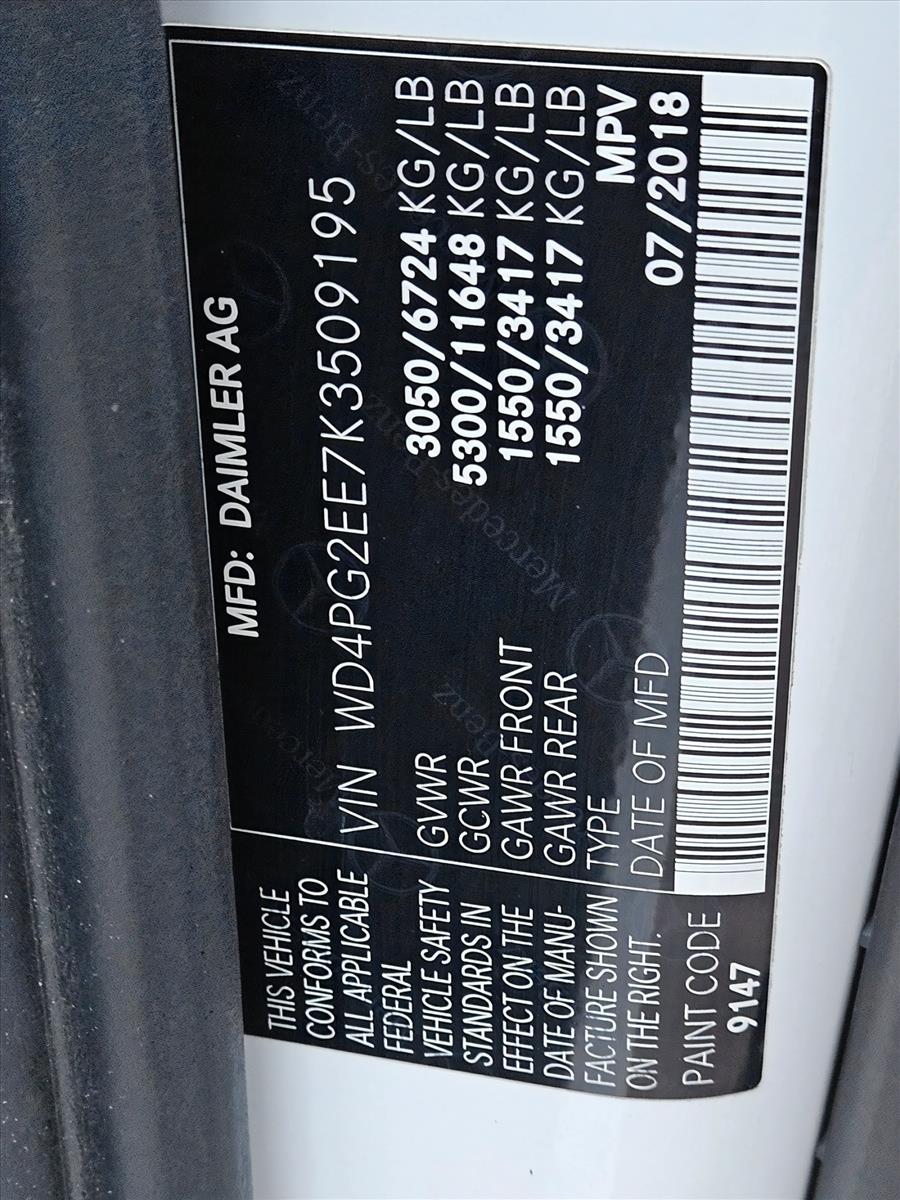 MFD: DAIMLER AG
VIN WD4PG2EE7K3509195
GVWR 3050/6724 KG/LB
GCWR 5300/11648 KG/LB
GAWR FRONT 1550/3417 KG/LB
GAWR REAR 1550/3417 KG/LB
TYPE MPV
DATE OF MFD 07/2018
THIS VEHICLE
CONFORMS TO
ALL APPLICABLE
FEDERAL
VEHICLE SAFETY
STANDARDS IN
EFFECT ON THE
DATE OF MANU-
FACTURE SHOWN
ON THE RIGHT.
PAINT CODE
9147
Mercedes-Benz